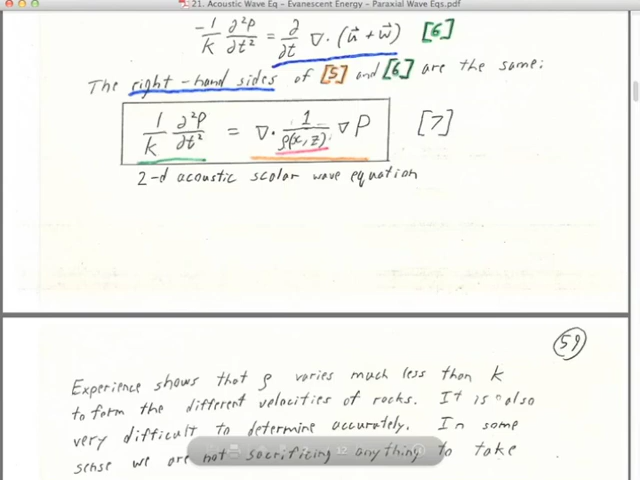 21. Acoustic Wave Eq – Evanescent Energy – Paraxial Wave Eqs.pdf
-1/k ∂²P/∂t² = ∂/∂t ∇·(u⃗ + w⃗) [6]
The right-hand sides of [5] and [6] are the same:
1/k ∂²P/∂t² = ∇· 1/ρ(x,z) ∇P [7]
2-d acoustic scalar wave equation
59
Experience shows that ρ varies much less than k
to form the different velocities of rocks. It is also
very difficult to determine accurately. In some
sense we are not sacrificing anything to take